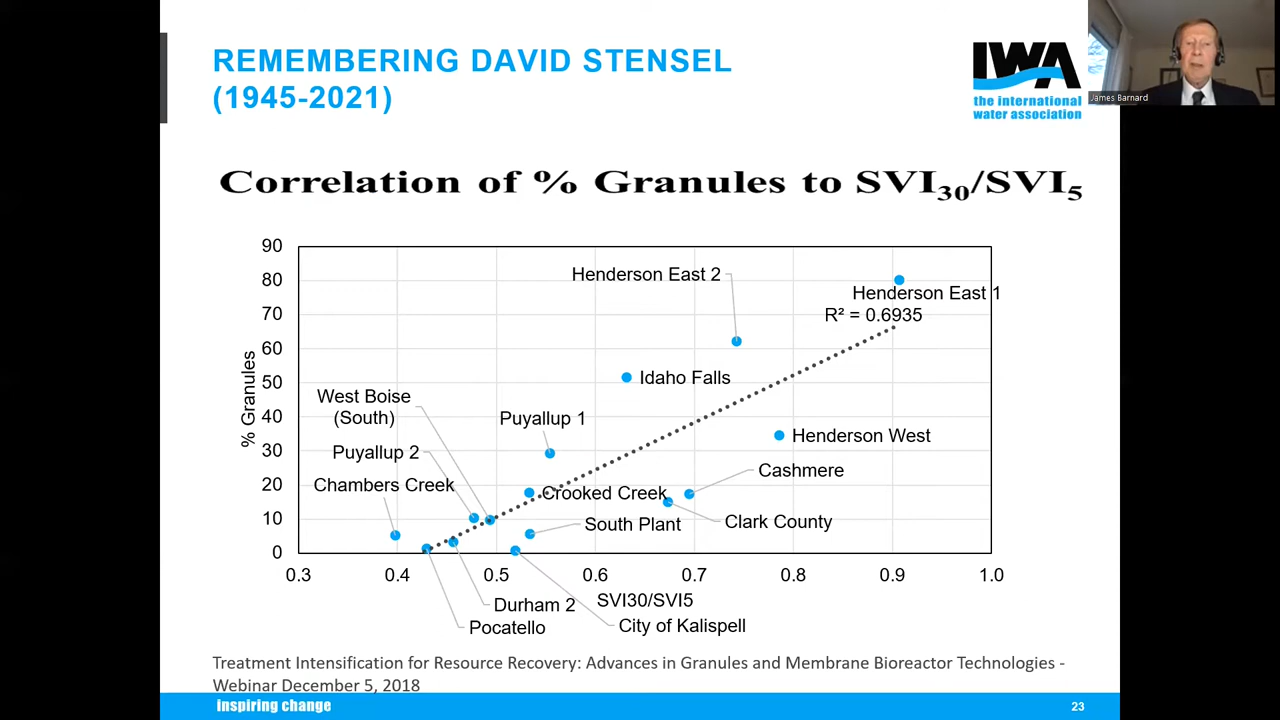 REMEMBERING DAVID STENSEL
(1945-2021)
IWA
the international
water association
James Barnard
Correlation of % Granules to SVI30/SVI5
90
80
70
60
50
40
30
20
10
0
% Granules
Henderson East 2
Henderson East 1
R² = 0.6935
Idaho Falls
West Boise
(South)
Puyallup 1
Henderson West
Puyallup 2
Cashmere
Chambers Creek
Crooked Creek
South Plant
Clark County
0.3 0.4 0.5 0.6 0.7 0.8 0.9 1.0
SVI30/SVI5
Durham 2
Pocatello
City of Kalispell
Treatment Intensification for Resource Recovery: Advances in Granules and Membrane Bioreactor Technologies -
Webinar December 5, 2018
inspiring change
23